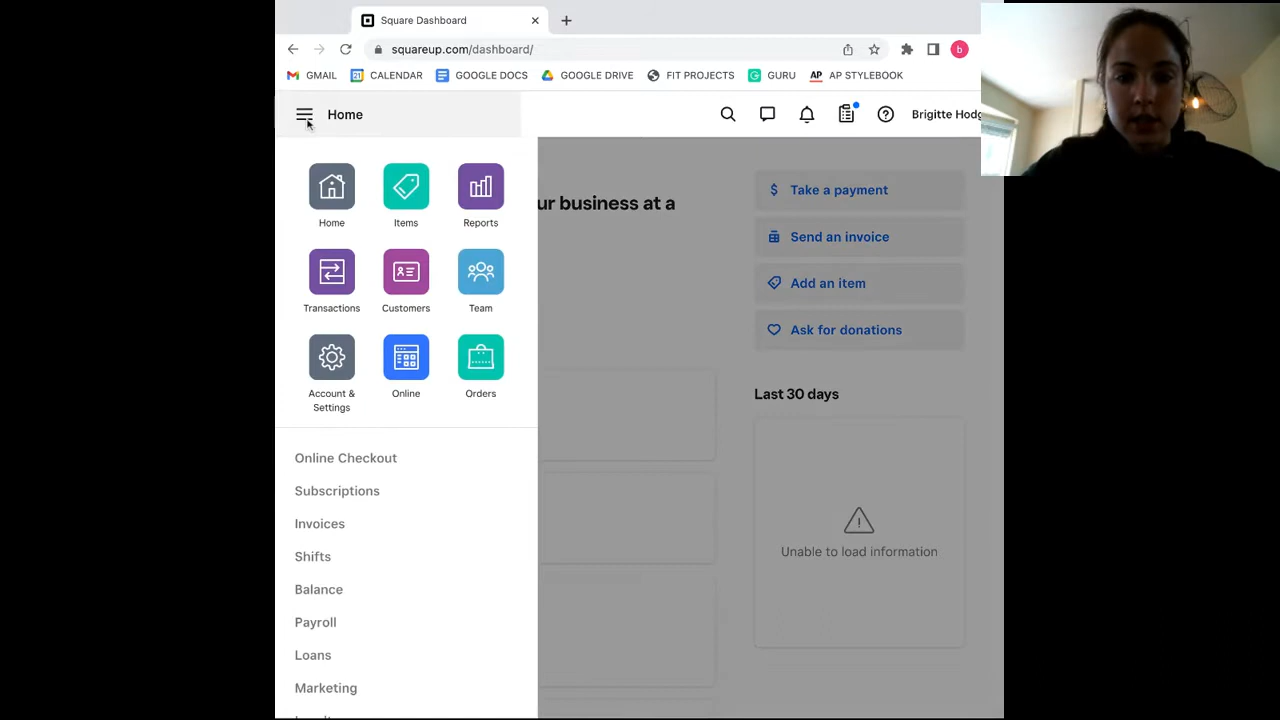 Square Dashboard
squareup.com/dashboard/
b
GMAIL
31 CALENDAR
GOOGLE DOCS
GOOGLE DRIVE
FIT PROJECTS
GURU
AP AP STYLEBOOK
Home
Brigitte Hodg
Home
Items
Reports
Transactions
Customers
Team
Account &
Settings
Online
Orders
Online Checkout
Subscriptions
Invoices
Shifts
Balance
Payroll
Loans
Marketing
ur business at a
$ Take a payment
Send an invoice
Add an item
Ask for donations
Last 30 days
Unable to load information